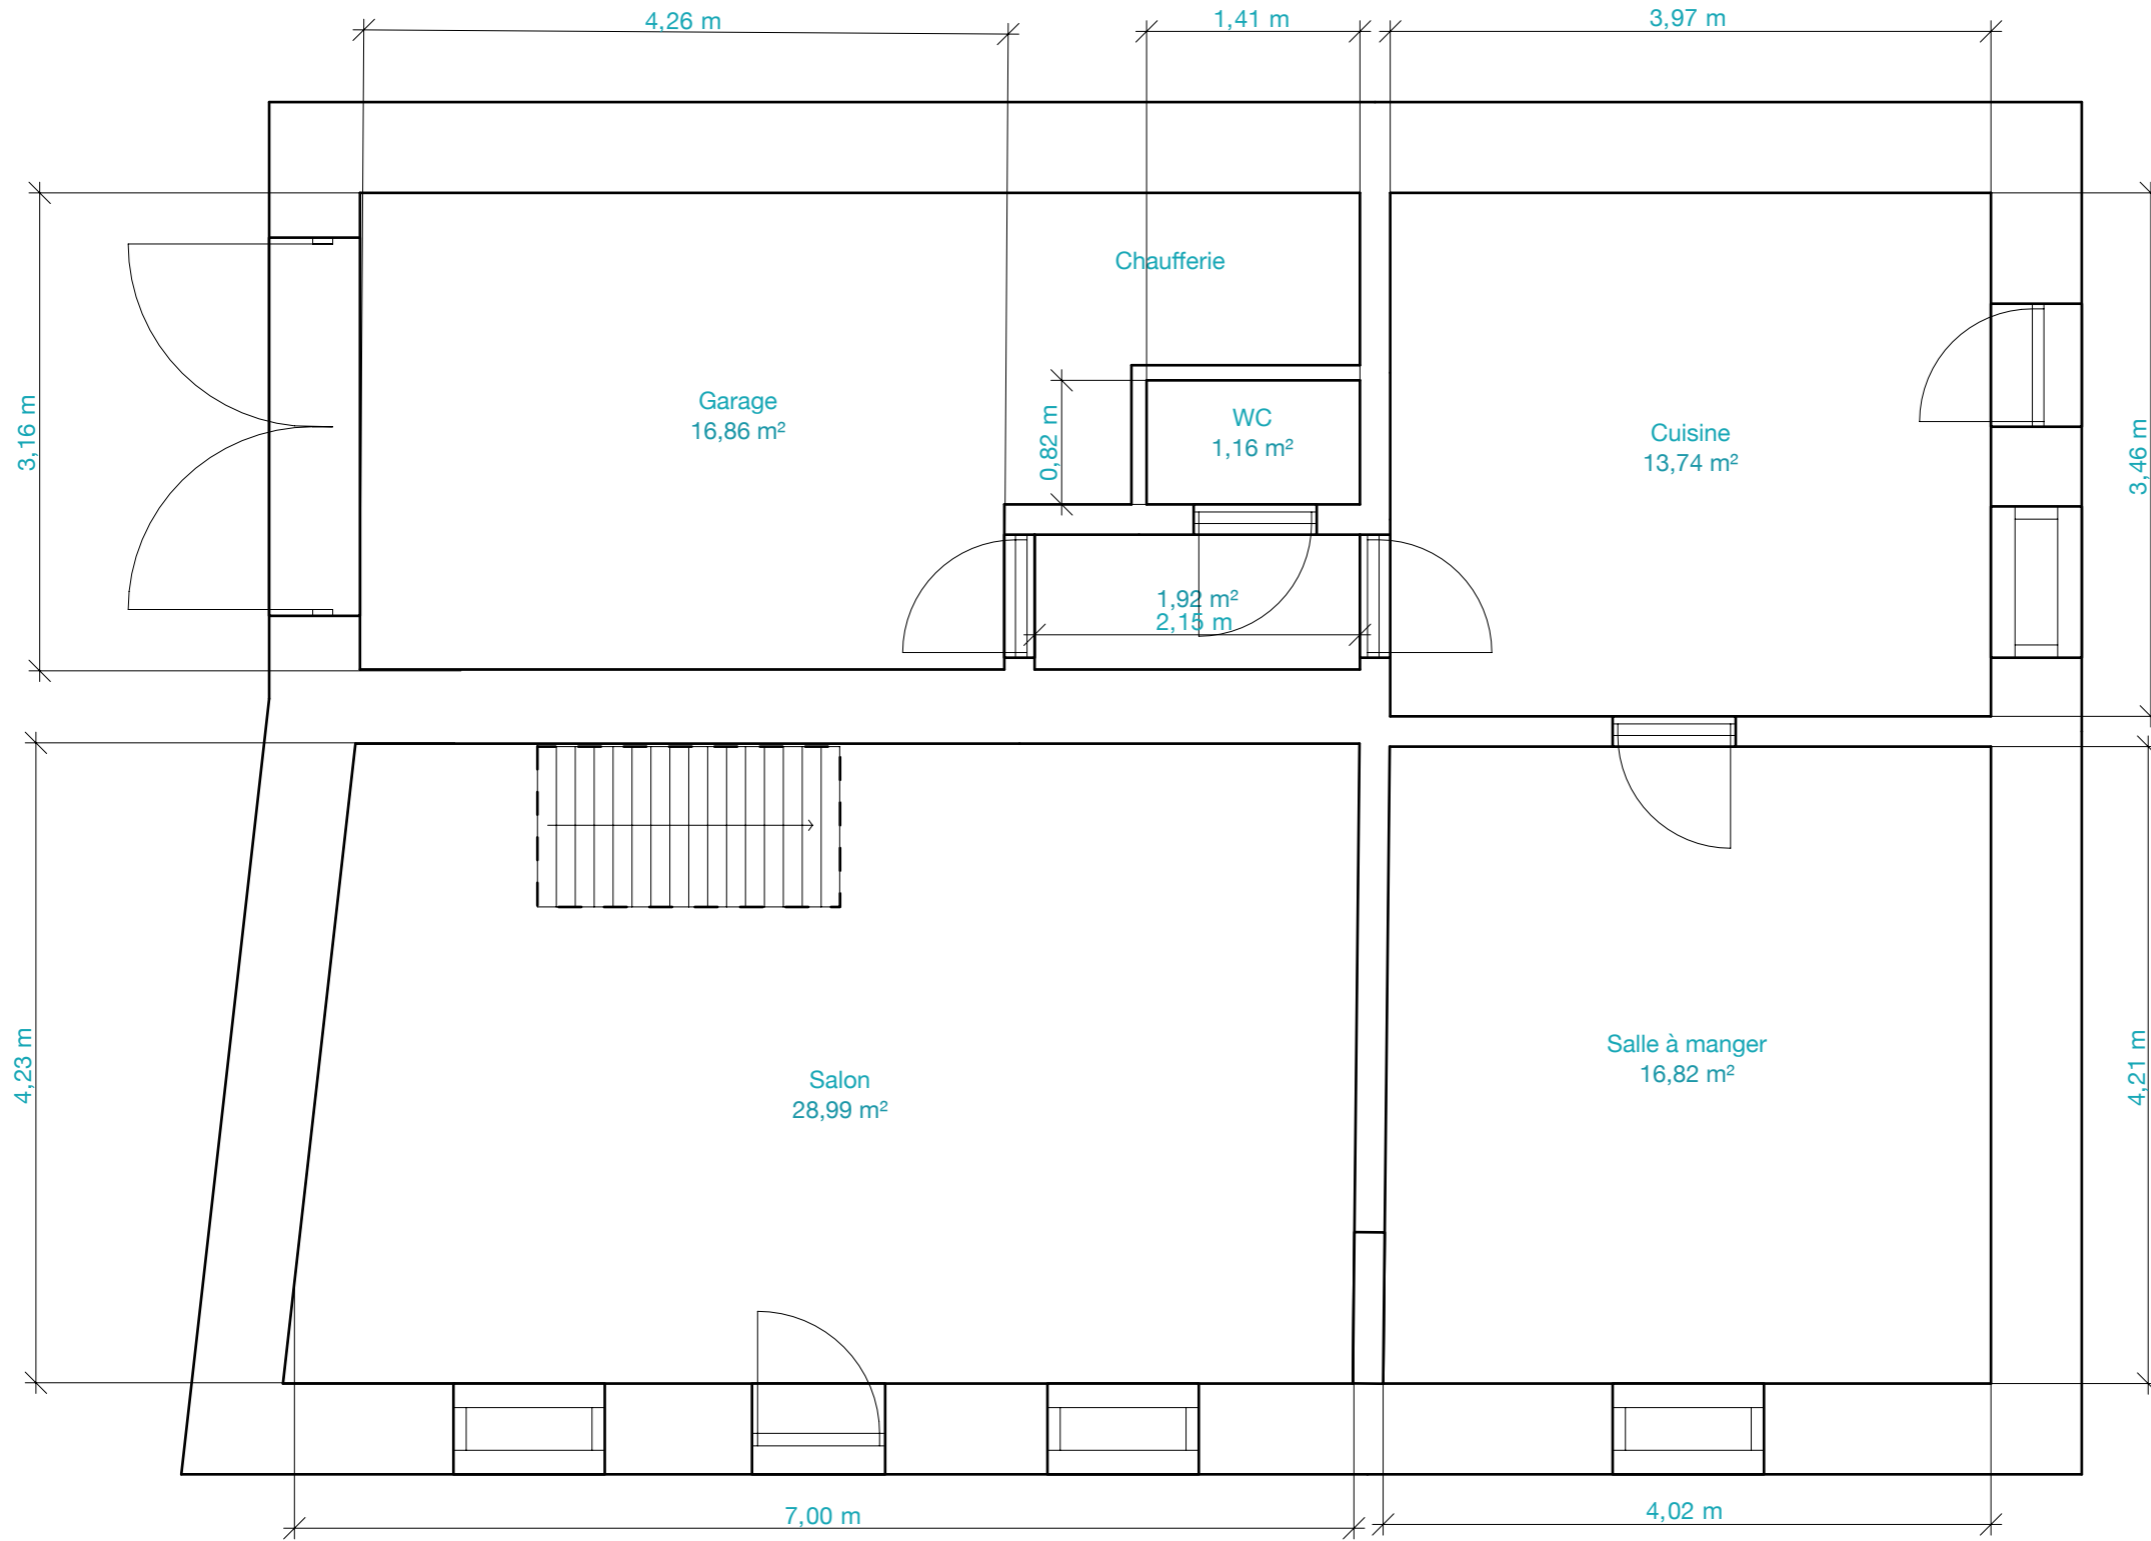 4,26 m
1,41 m
3,97 m
Chaufferie
3,16 m
Garage
16,86 m²
0,82 m
WC
1,16 m²
Cuisine
13,74 m²
3,46 m
1,92 m²
2,15 m
4,23 m
Salon
28,99 m²
Salle à manger
16,82 m²
4,21 m
7,00 m
4,02 m